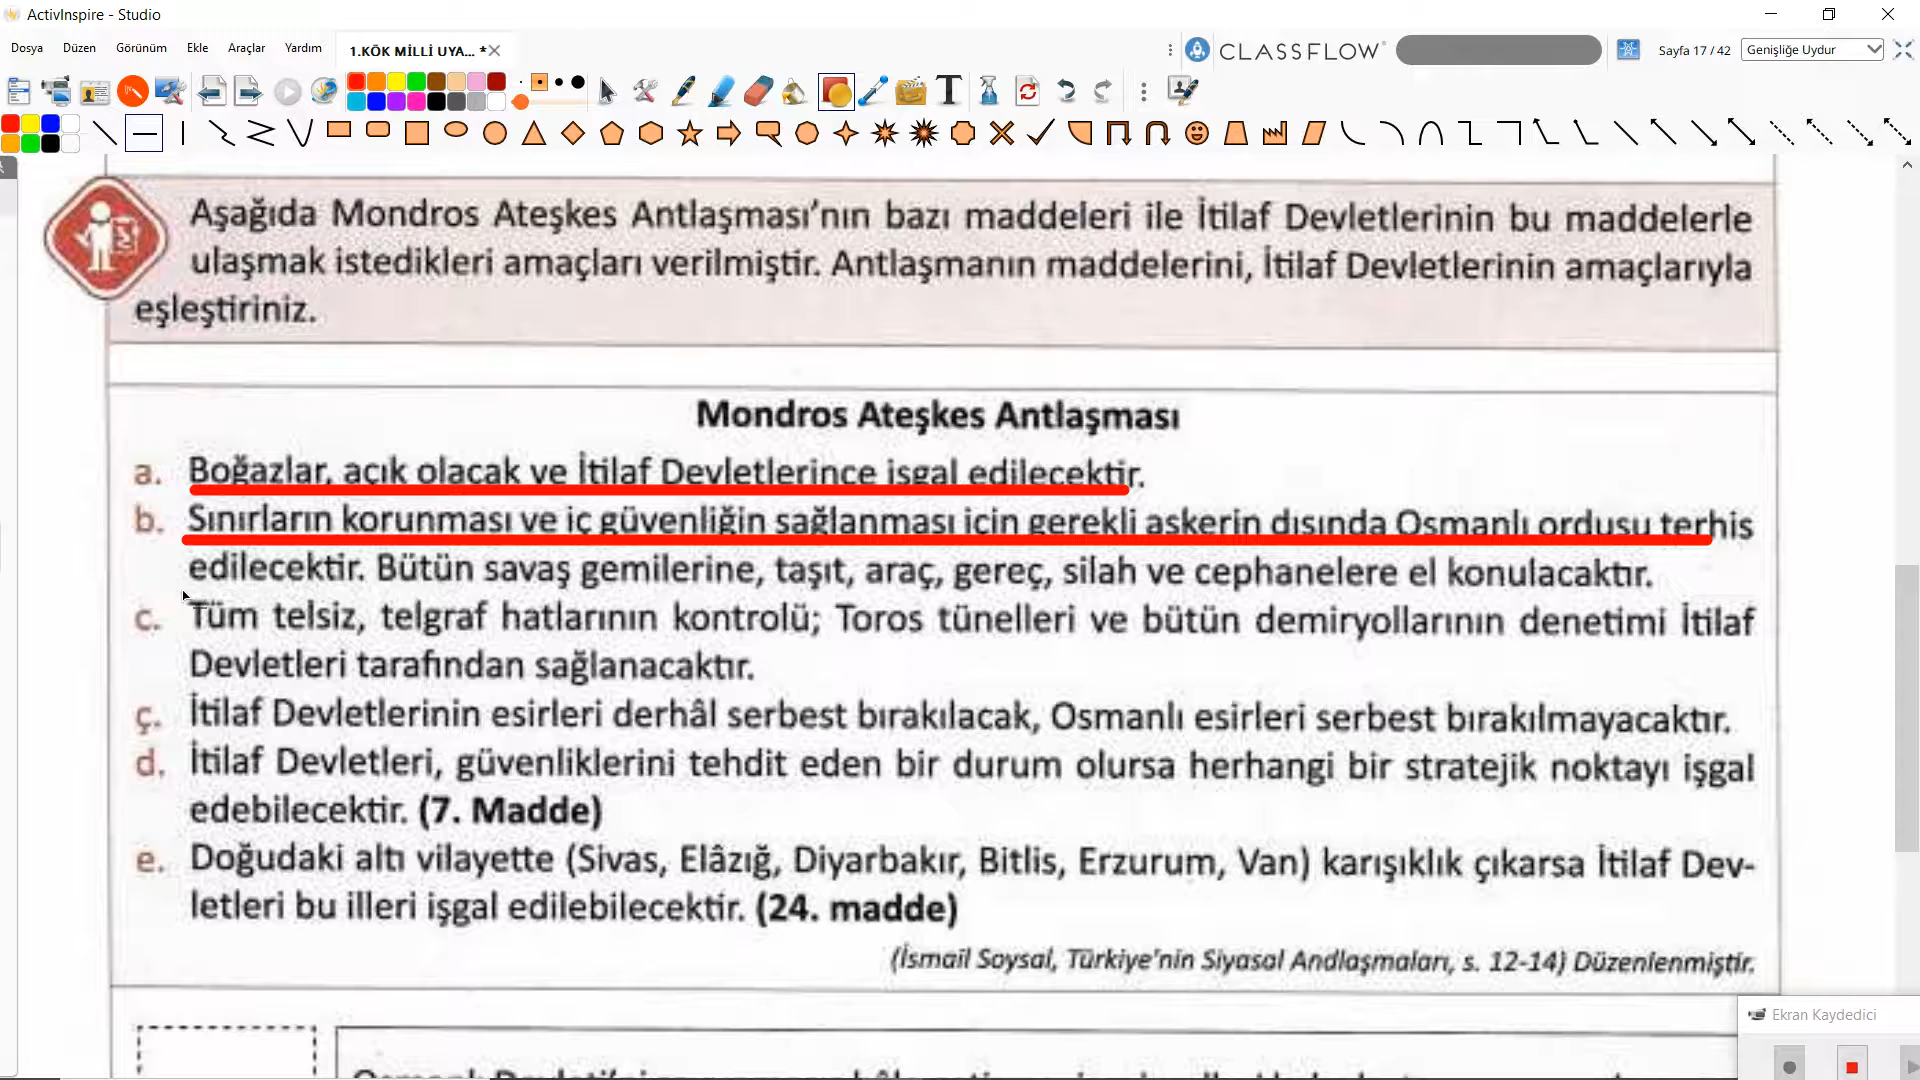 ActivInspire - Studio
Dosya Düzen Görünüm Ekle Araçlar Yardım
1.KÖK MİLLİ UYA... *
CLASSFLOW
Sayfa 17 / 42
Genişliğe Uydur
Aşağıda Mondros Ateşkes Antlaşması’nın bazı maddeleri ile İtilaf Devletlerinin bu maddelerle
ulaşmak istedikleri amaçları verilmiştir. Antlaşmanın maddelerini, İtilaf Devletlerinin amaçlarıyla
eşleştiriniz.
Mondros Ateşkes Antlaşması
a. Boğazlar, açık olacak ve İtilaf Devletlerince işgal edilecektir.
b. Sınırların korunması ve iç güvenliğin sağlanması için gerekli askerin dışında Osmanlı ordusu terhis
edilecektir. Bütün savaş gemilerine, taşıt, araç, gereç, silah ve cephanelere el konulacaktır.
c. Tüm telsiz, telgraf hatlarının kontrolü; Toros tünelleri ve bütün demiryollarının denetimi İtilaf
Devletleri tarafından sağlanacaktır.
ç. İtilaf Devletlerinin esirleri derhâl serbest bırakılacak, Osmanlı esirleri serbest bırakılmayacaktır.
d. İtilaf Devletleri, güvenliklerini tehdit eden bir durum olursa herhangi bir stratejik noktayı işgal
edebilecektir. (7. Madde)
e. Doğudaki altı vilayette (Sivas, Elâzığ, Diyarbakır, Bitlis, Erzurum, Van) karışıklık çıkarsa İtilaf Dev-
letleri bu illeri işgal edilebilecektir. (24. madde)
(İsmail Soysal, Türkiye’nin Siyasal Andlaşmaları, s. 12-14) Düzenlenmiştir.
Ekran Kaydedici